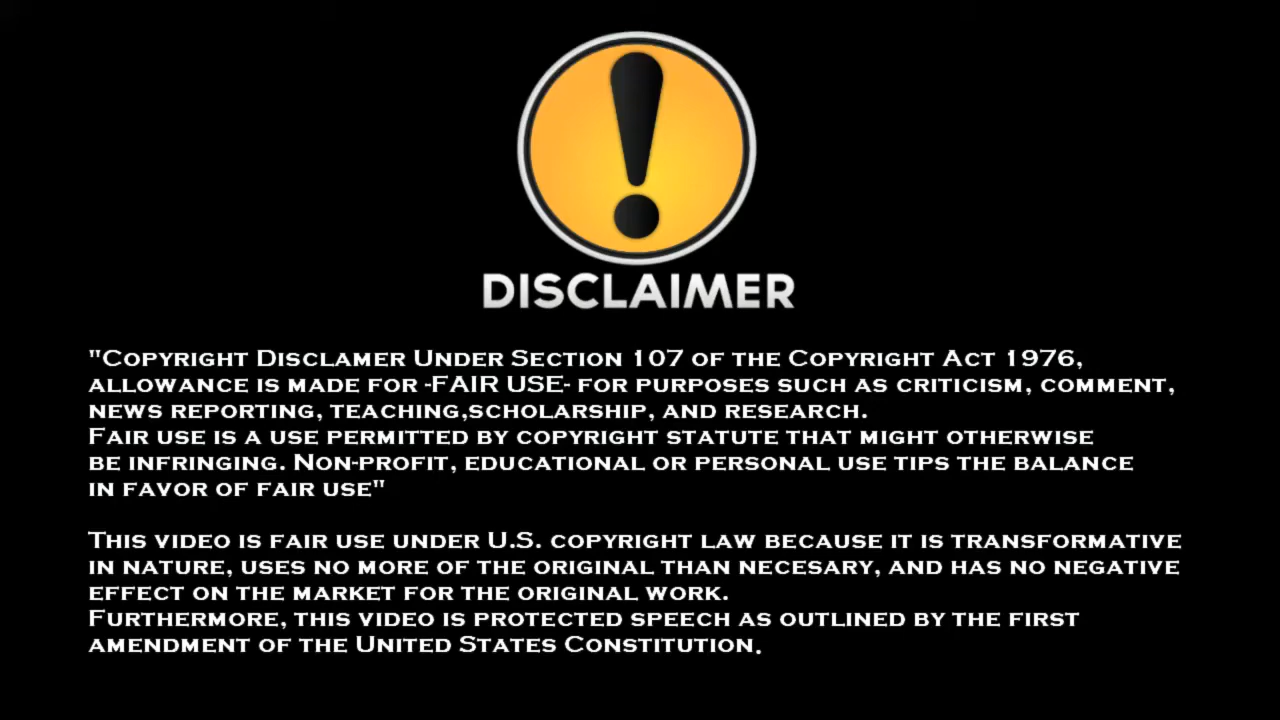 DISCLAIMER
"Copyright Disclamer Under Section 107 of the Copyright Act 1976,
allowance is made for -FAIR USE- for purposes such as criticism, comment,
news reporting, teaching,scholarship, and research.
Fair use is a use permitted by copyright statute that might otherwise
be infringing. Non-profit, educational or personal use tips the balance
in favor of fair use"
This video is fair use under U.S. copyright law because it is transformative
in nature, uses no more of the original than necesary, and has no negative
effect on the market for the original work.
Furthermore, this video is protected speech as outlined by the first
amendment of the United States Constitution.